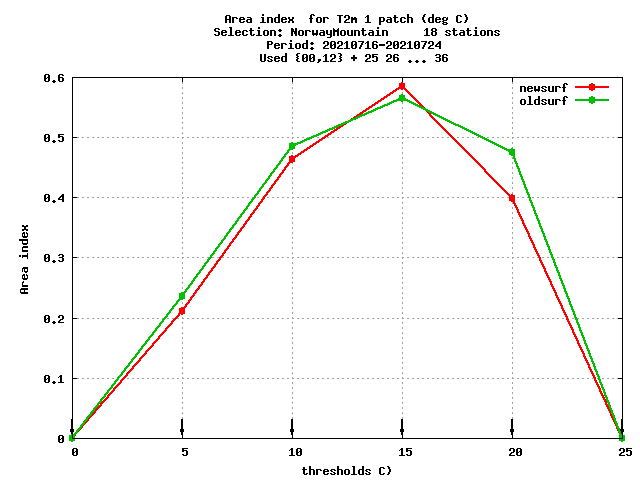 Area index  for T2m 1 patch (deg C)
Selection: NorwayMountain     18 stations
Period: 20210716-20210724
Used {00,12} + 25 26 ... 36
newsurf
oldsurf
0.6
0.5
0.4
0.3
0.2
0.1
0
Area index
0 5 10 15 20 25
thresholds C)